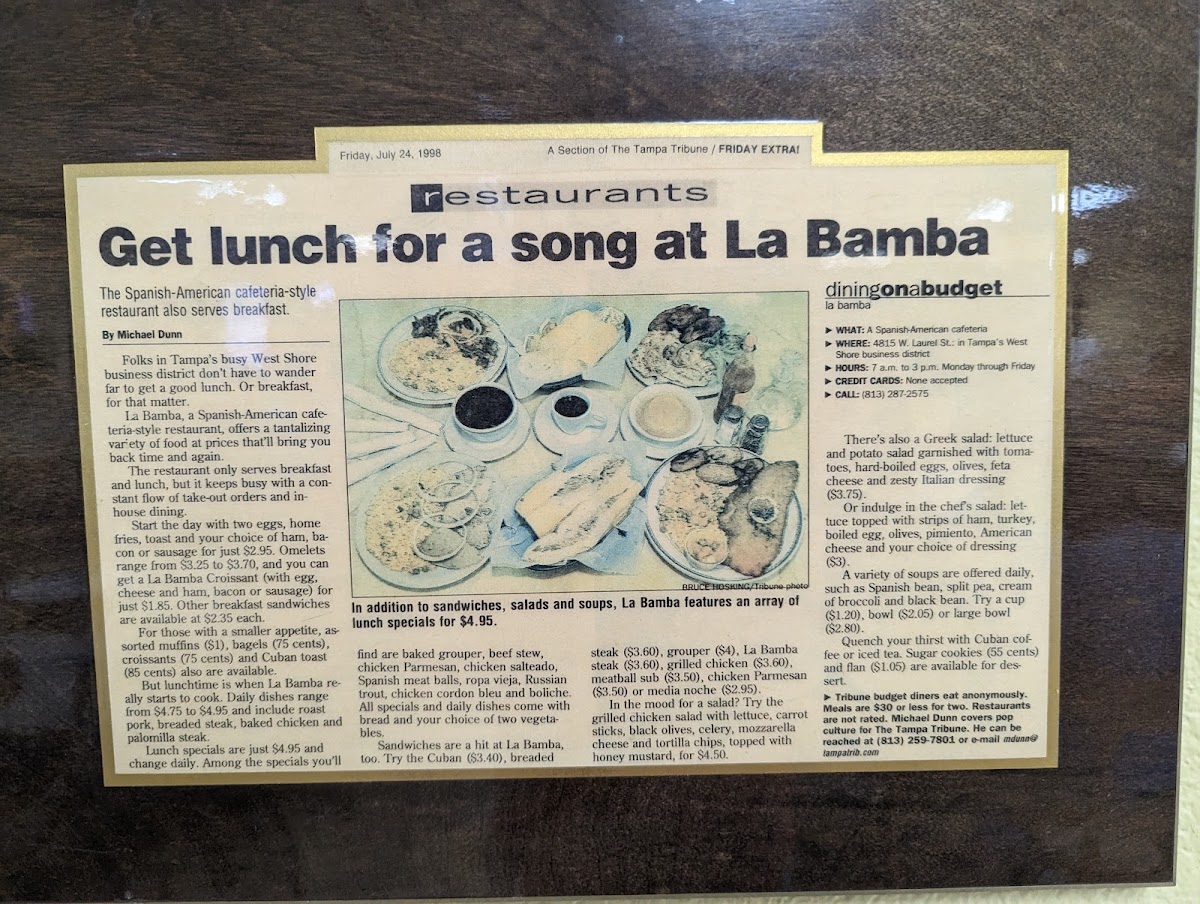 Friday, July 24, 1998
A Section of The Tampa Tribune / FRIDAY EXTRA!
restaurants
Get lunch for a song at La Bamba
The Spanish-American cafeteria-style
restaurant also serves breakfast.
By Michael Dunn
Folks in Tampa's busy West Shore
business district don't have to wander
far to get a good lunch. Or breakfast,
for that matter.
La Bamba, a Spanish-American cafe-
teria-style restaurant, offers a tantalizing
variety of food at prices that'll bring you
back time and again.
The restaurant only serves breakfast
and lunch, but it keeps busy with a con-
stant flow of take-out orders and in-
house dining.
Start the day with two eggs, home
fries, toast and your choice of ham, ba-
con or sausage for just $2.95. Omelets
range from $3.25 to $3.70, and you can
get a La Bamba Croissant (with egg,
cheese and ham, bacon or sausage) for
just $1.85. Other breakfast sandwiches
are available at $2.35 each.
For those with a smaller appetite, as-
sorted muffins ($1), bagels (75 cents),
croissants (75 cents) and Cuban toast
(85 cents) also are available.
But lunchtime is when La Bamba re-
ally starts to cook. Daily dishes range
from $4.75 to $4.95 and include roast
pork, breaded steak, baked chicken and
palomilla steak.
Lunch specials are just $4.95 and
change daily. Among the specials you'll
BRUCE HOSKING/Tribune photo
In addition to sandwiches, salads and soups, La Bamba features an array of
lunch specials for $4.95.
find are baked grouper, beef stew,
chicken Parmesan, chicken salteado,
Spanish meat balls, ropa vieja, Russian
trout, chicken cordon bleu and boliche.
All specials and daily dishes come with
bread and your choice of two vegeta-
bles.
Sandwiches are a hit at La Bamba,
too. Try the Cuban ($3.40), breaded
steak ($3.60), grouper ($4), La Bamba
steak ($3.60), grilled chicken ($3.60),
meatball sub ($3.50), chicken Parmesan
($3.50) or media noche ($2.95).
In the mood for a salad? Try the
grilled chicken salad with lettuce, carrot
sticks, black olives, celery, mozzarella
cheese and tortilla chips, topped with
honey mustard, for $4.50.
diningonabudget
la bamba
▶ WHAT: A Spanish-American cafeteria
▶ WHERE: 4815 W. Laurel St.: in Tampa's West
Shore business district
▶ HOURS: 7 a.m. to 3 p.m. Monday through Friday
▶ CREDIT CARDS: None accepted
▶ CALL: (813) 287-2575
There's also a Greek salad: lettuce
and potato salad garnished with toma-
toes, hard-boiled eggs, olives, feta
cheese and zesty Italian dressing
($3.75).
Or indulge in the chef's salad: let-
tuce topped with strips of ham, turkey,
boiled egg, olives, pimiento, American
cheese and your choice of dressing
($3).
A variety of soups are offered daily,
such as Spanish bean, split pea, cream
of broccoli and black bean. Try a cup
($1.20), bowl ($2.05) or large bowl
($2.80).
Quench your thirst with Cuban cof-
fee or iced tea. Sugar cookies (55 cents)
and flan ($1.05) are available for des-
sert.
▶ Tribune budget diners eat anonymously.
Meals are $30 or less for two. Restaurants
are not rated. Michael Dunn covers pop
culture for The Tampa Tribune. He can be
reached at (813) 259-7801 or e-mail mdunn@
tampatrib.com